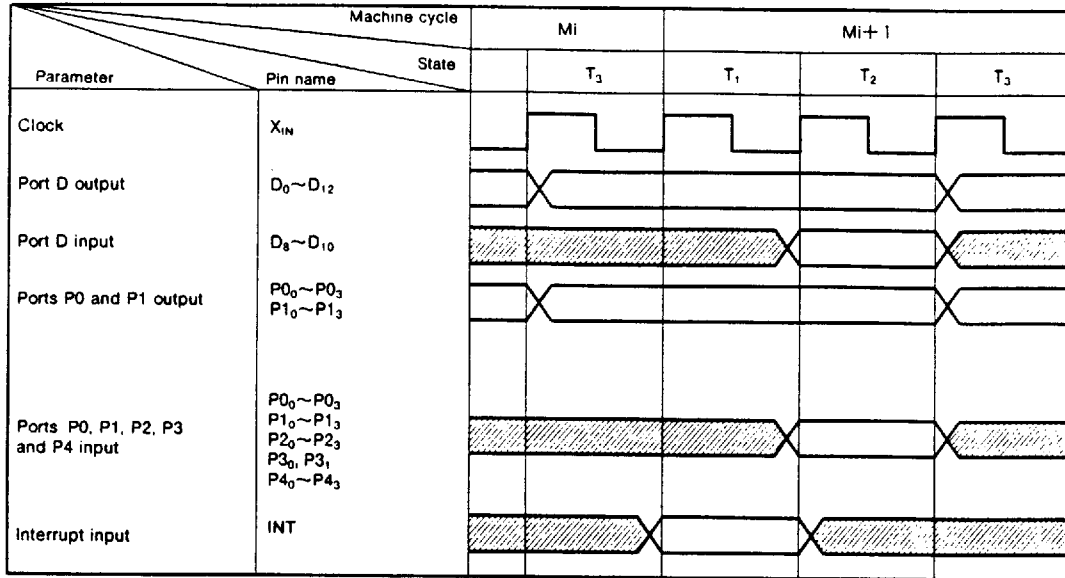 Machine cycle
Mi
Mi+1
State
Parameter
Pin name
T₃
T₁
T₂
T₃
Clock
X_IN
Port D output
D₀~D₁₂
Port D input
D₈~D₁₀
Ports P0 and P1 output
P0₀~P0₃
P1₀~P1₃
Ports P0, P1, P2, P3
and P4 input
P0₀~P0₃
P1₀~P1₃
P2₀~P2₃
P3₀, P3₁
P4₀~P4₃
Interrupt input
INT